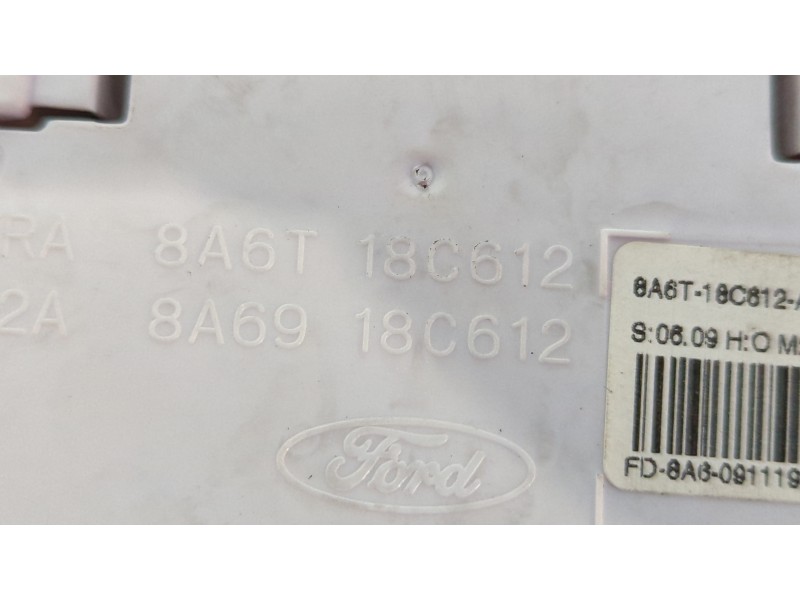 RA 8A6T 18C612
2A 8A69 18C612
Ford
8A6T-18C612-A
S:06.09 H:O M:
FD-8A6-091119